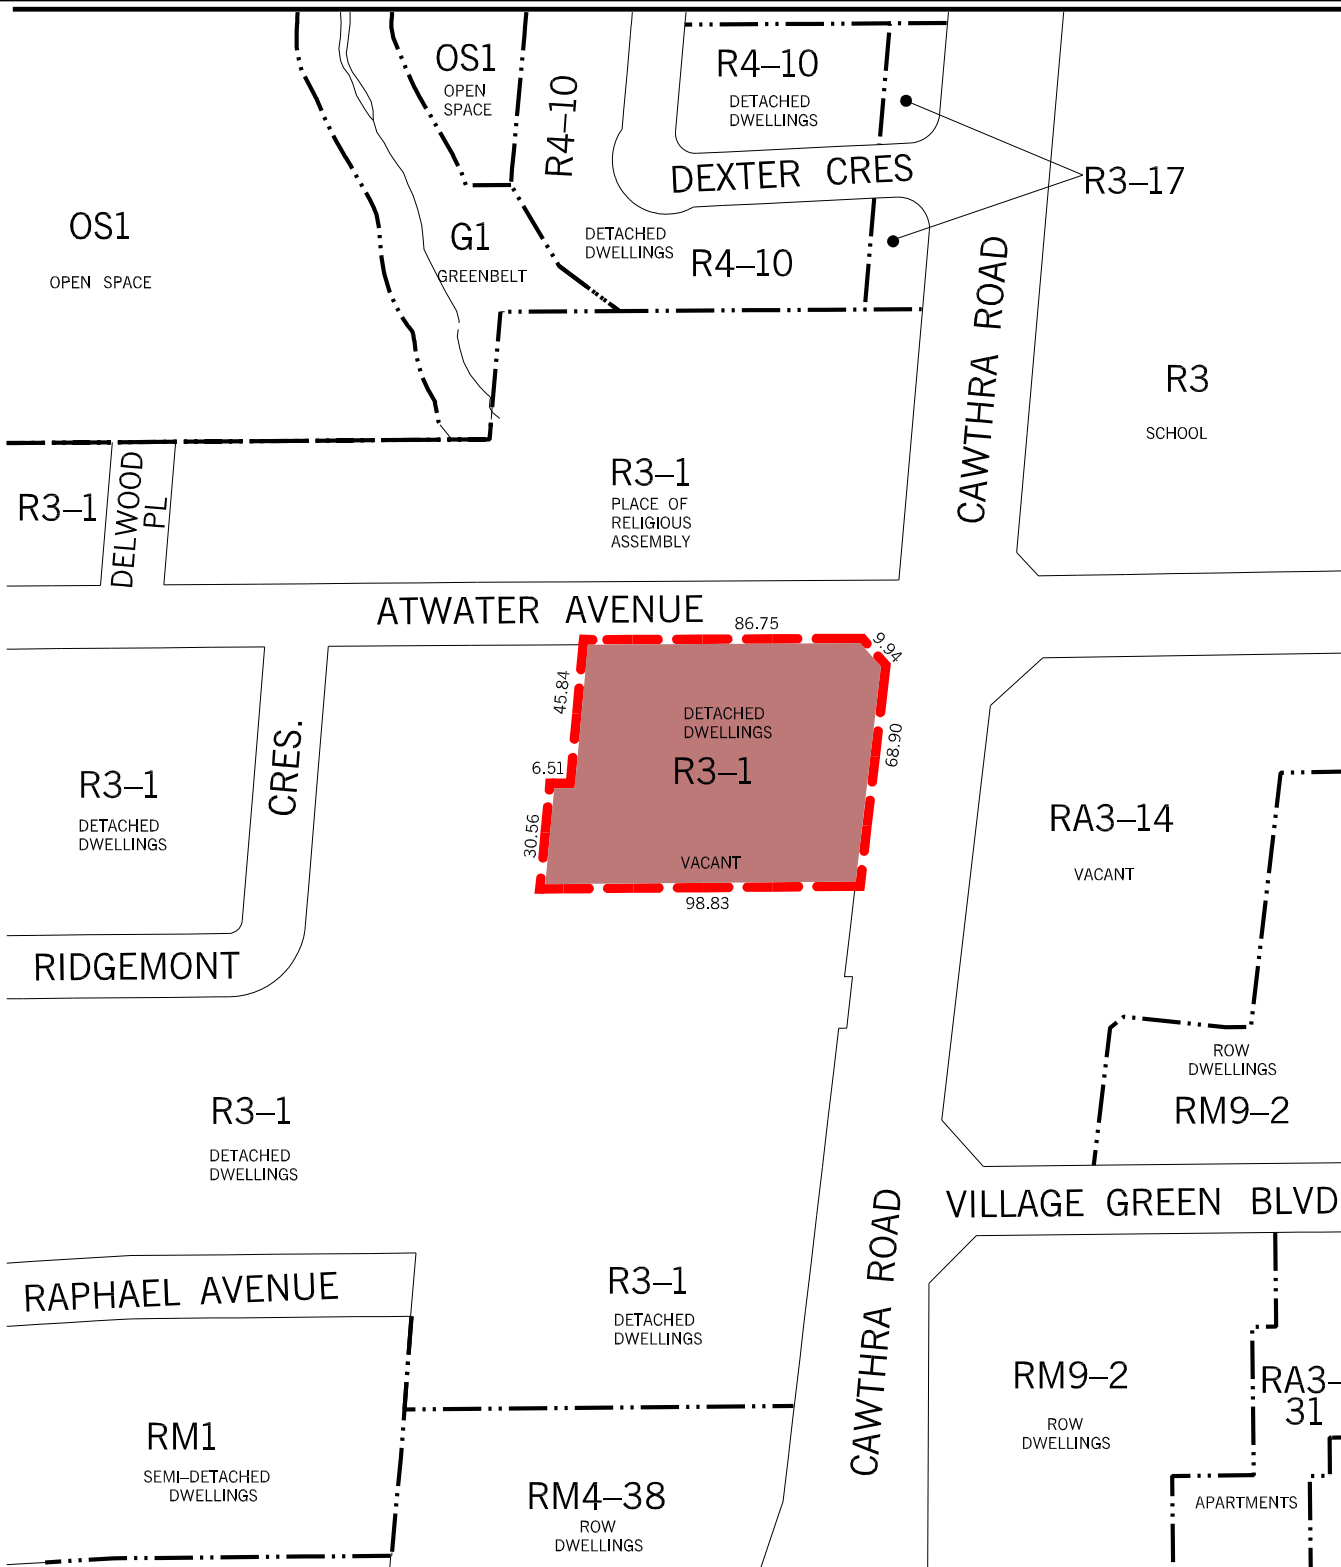 OS1
OPEN
SPACE
R4–10
R4–10
DETACHED
DWELLINGS
DEXTER CRES
R3–17
OS1
OPEN SPACE
G1
GREENBELT
DETACHED
DWELLINGS
R4–10
CAWTHRA ROAD
R3
SCHOOL
R3–1
DELWOOD
PL
R3–1
PLACE OF
RELIGIOUS
ASSEMBLY
ATWATER AVENUE
86.75
9.94
45.84
68.90
6.51
30.56
98.83
DETACHED
DWELLINGS
R3–1
VACANT
CRES.
R3–1
DETACHED
DWELLINGS
RA3–14
VACANT
RIDGEMONT
ROW
DWELLINGS
RM9–2
R3–1
DETACHED
DWELLINGS
VILLAGE GREEN BLVD
CAWTHRA ROAD
RAPHAEL AVENUE
R3–1
DETACHED
DWELLINGS
RM9–2
ROW
DWELLINGS
RA3–
31
APARTMENTS
RM1
SEMI–DETACHED
DWELLINGS
RM4–38
ROW
DWELLINGS